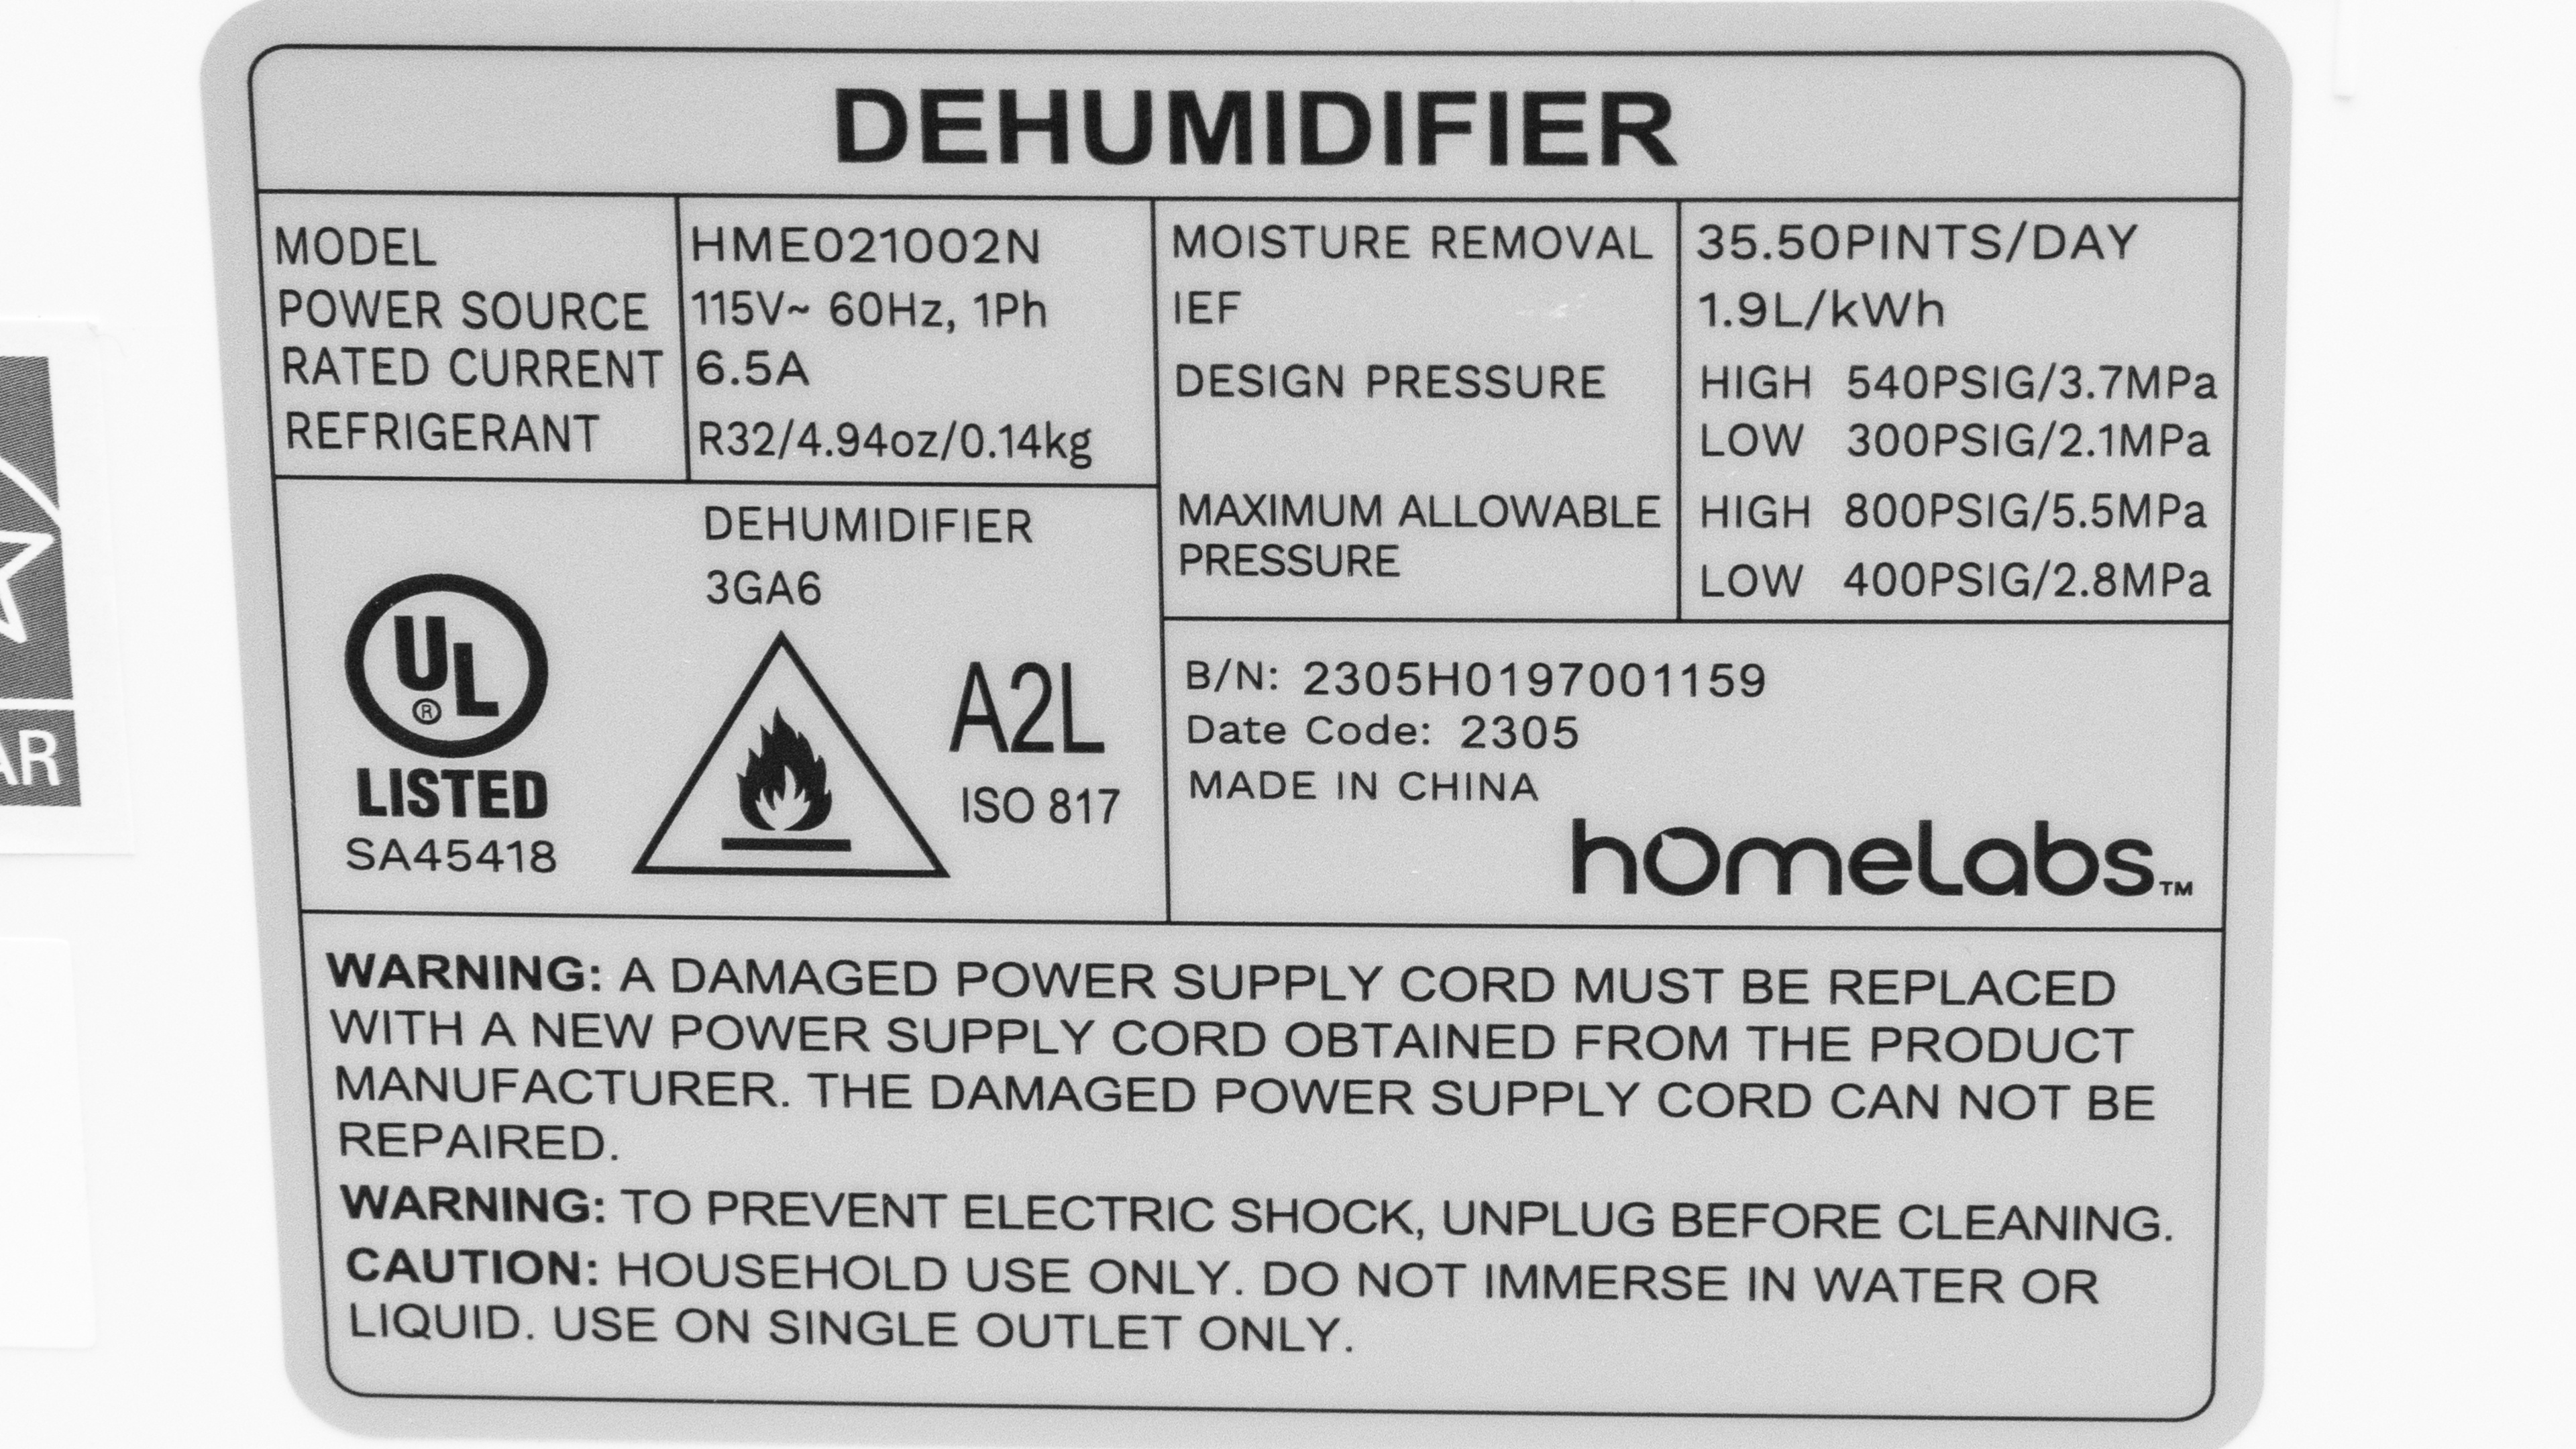 DEHUMIDIFIER
MODEL HME021002N
POWER SOURCE 115V~ 60Hz, 1Ph
RATED CURRENT 6.5A
REFRIGERANT R32/4.94oz/0.14kg
MOISTURE REMOVAL 35.50PINTS/DAY
IEF 1.9L/kWh
DESIGN PRESSURE HIGH 540PSIG/3.7MPa
LOW 300PSIG/2.1MPa
MAXIMUM ALLOWABLE HIGH 800PSIG/5.5MPa
PRESSURE
LOW 400PSIG/2.8MPa
DEHUMIDIFIER
3GA6
UL
®
LISTED
SA45418
A2L
ISO 817
B/N: 2305H0197001159
Date Code: 2305
MADE IN CHINA
homeLabs™
WARNING: A DAMAGED POWER SUPPLY CORD MUST BE REPLACED
WITH A NEW POWER SUPPLY CORD OBTAINED FROM THE PRODUCT
MANUFACTURER. THE DAMAGED POWER SUPPLY CORD CAN NOT BE
REPAIRED.
WARNING: TO PREVENT ELECTRIC SHOCK, UNPLUG BEFORE CLEANING.
CAUTION: HOUSEHOLD USE ONLY. DO NOT IMMERSE IN WATER OR
LIQUID. USE ON SINGLE OUTLET ONLY.